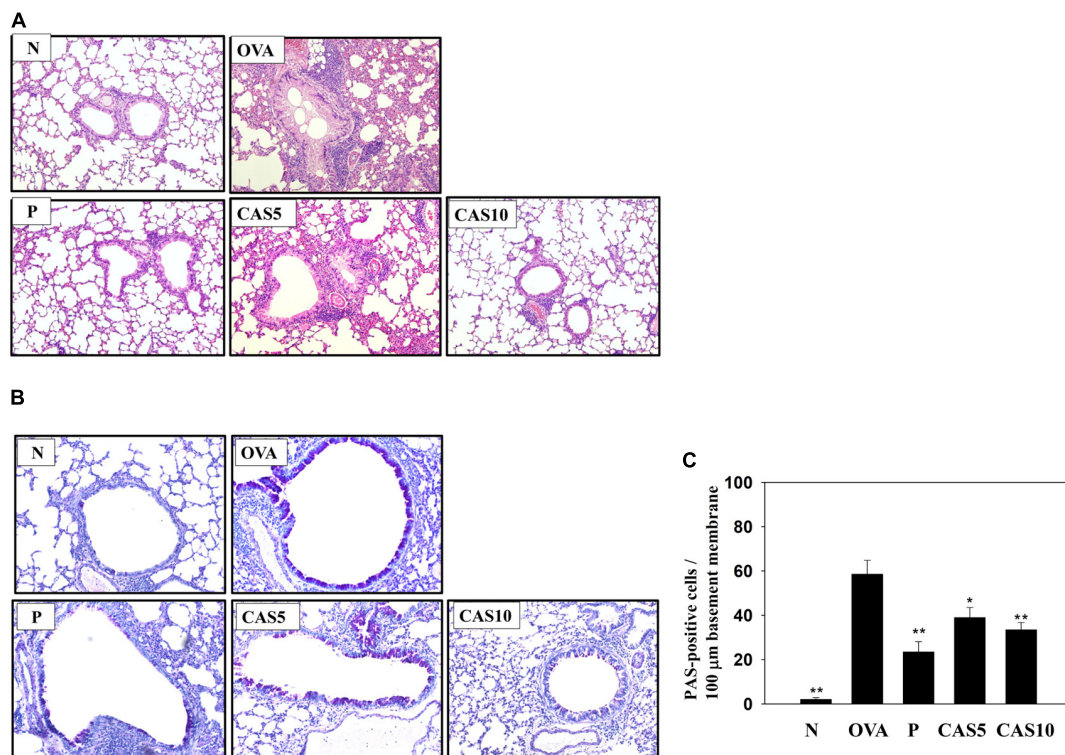 A
N
OVA
P
CAS5
CAS10
B
N
OVA
P
CAS5
CAS10
C
PAS-positive cells /
100 μm basement membrane
100
80
60
40
20
0
**
**
*
**
N OVA P CAS5 CAS10